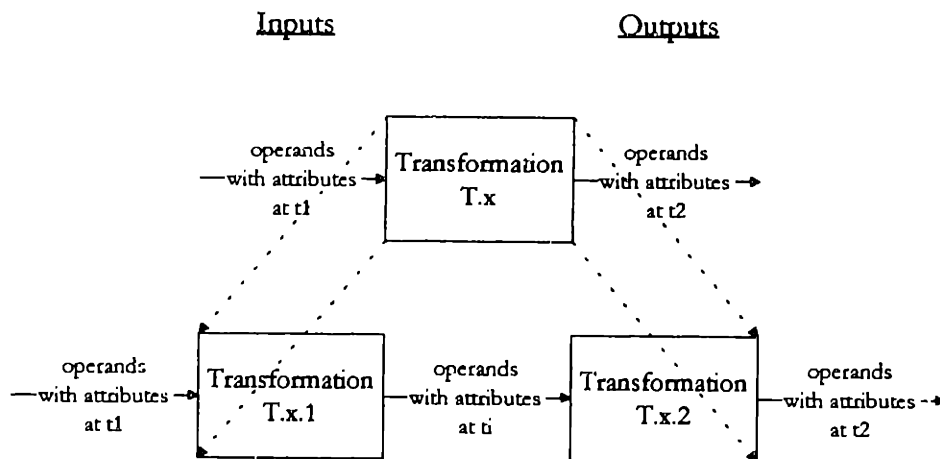 Inputs
Outputs
operands
with attributes
at t1
Transformation
T.x
operands
with attributes
at t2
operands
with attributes
at t1
Transformation
T.x.1
operands
with attributes
at ti
Transformation
T.x.2
operands
with attributes
at t2